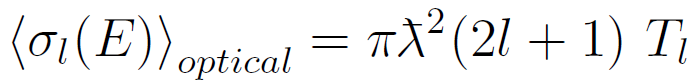 ⟨σ_l(E)⟩_optical = πƛ²(2l + 1) T_l